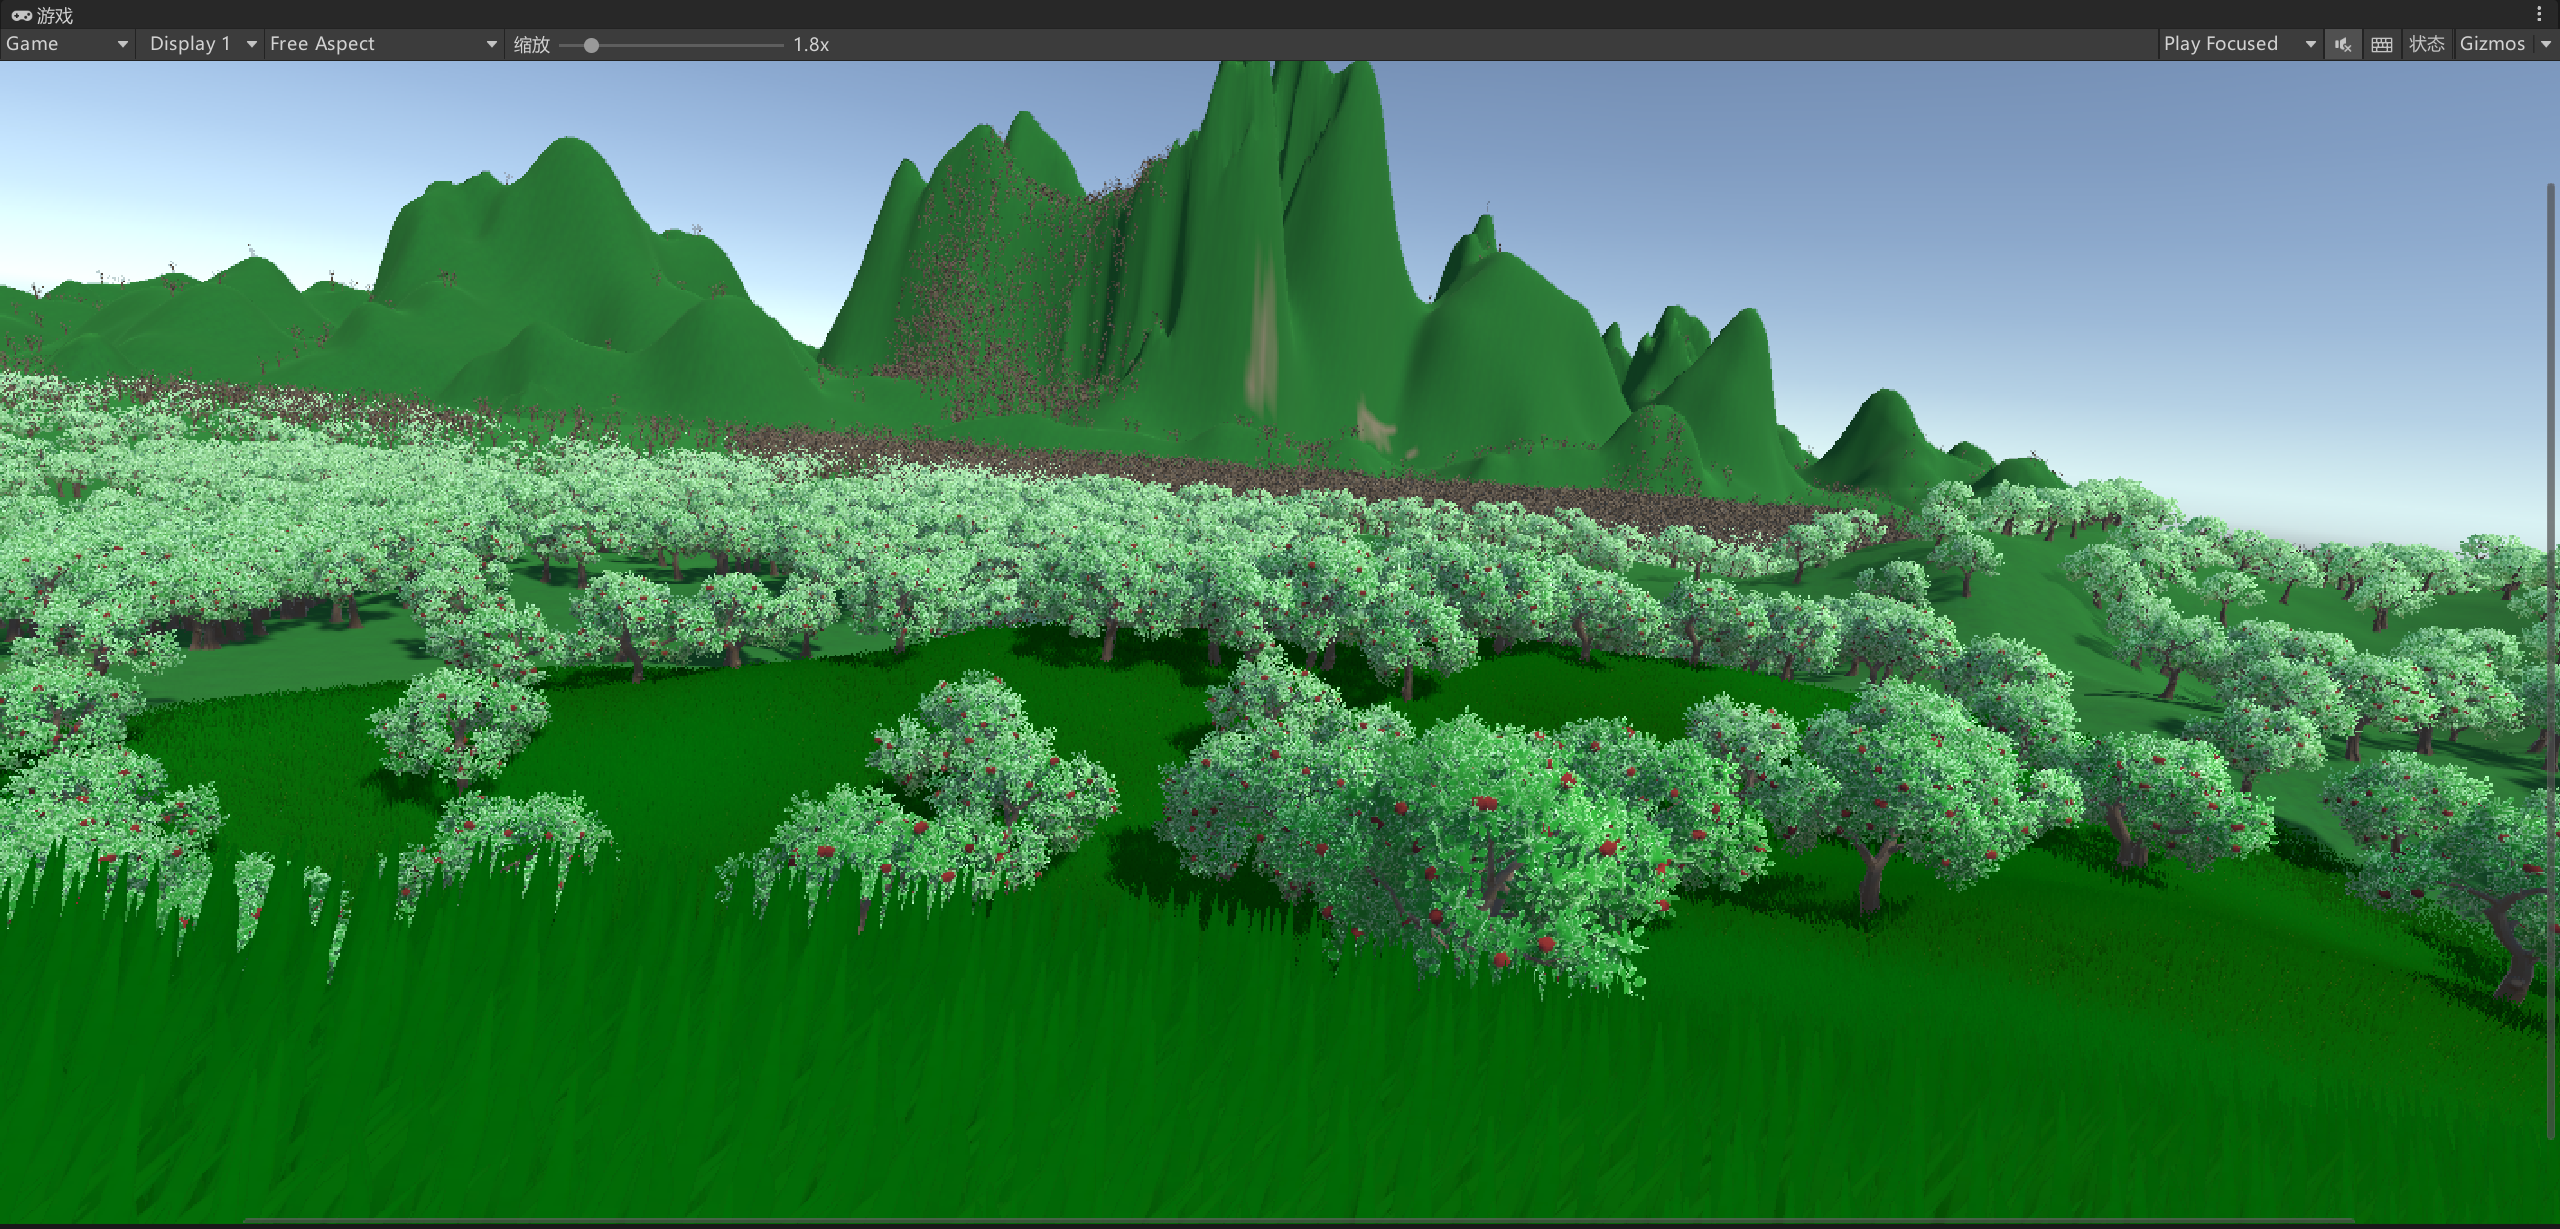 游戏
Game Display 1 Free Aspect 缩放 1.8x Play Focused 状态 Gizmos